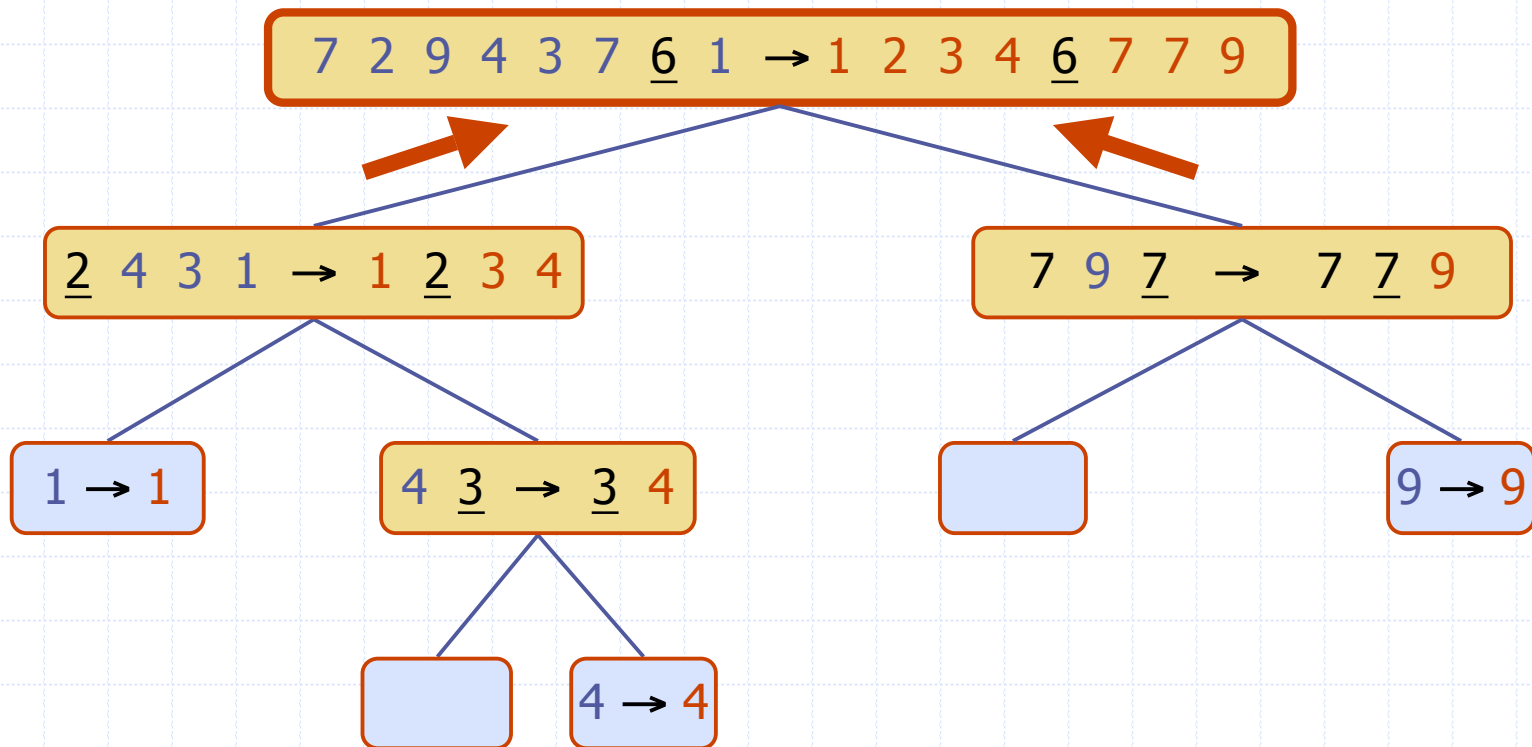 7 2 9 4 3 7 6 1 → 1 2 3 4 6 7 7 9
2 4 3 1 → 1 2 3 4
7 9 7 → 7 7 9
1 → 1
4 3 → 3 4
9 → 9
4 → 4